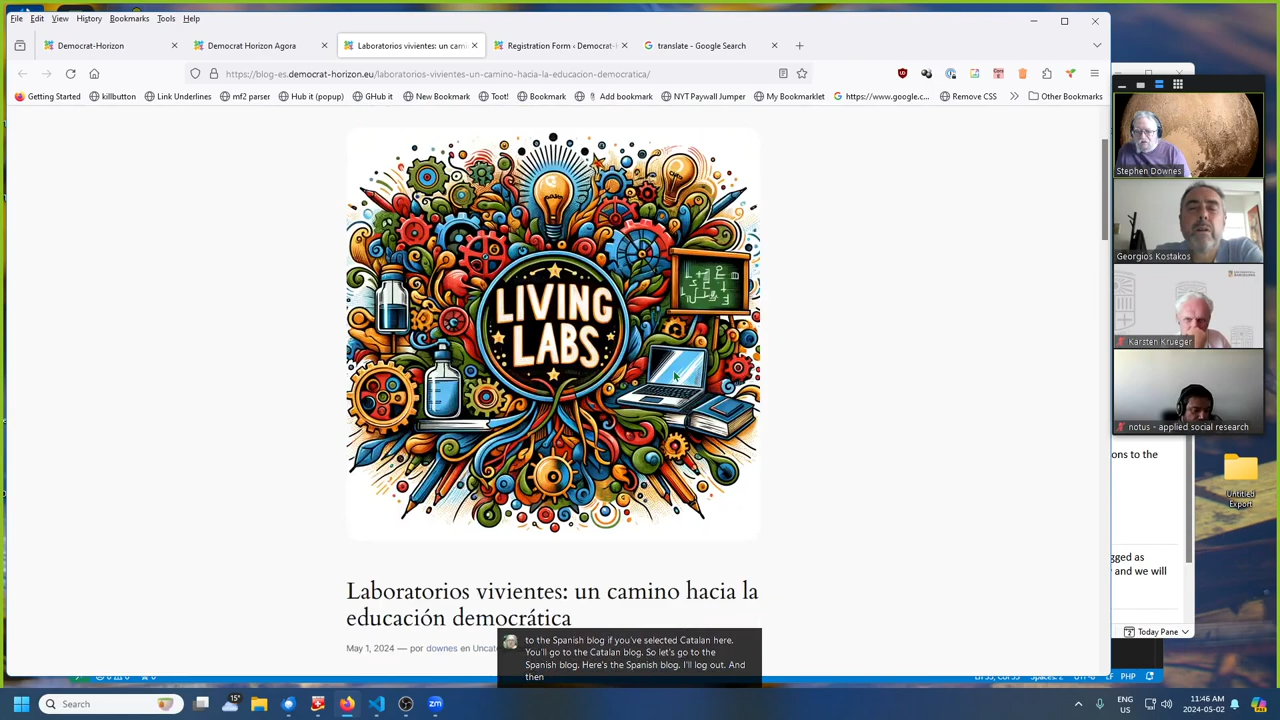 File Edit View History Bookmarks Tools Help
Democrat-Horizon
Democrat Horizon Agora
Laboratorios vivientes: un cami
Registration Form ‹ Democrat-H
translate - Google Search
https://blog-es.democrat-horizon.eu/laboratorios-vivientes-un-camino-hacia-la-educacion-democratica/
Getting Started killbutton Link Underlines mf2 parser Hub it (popup) GHub it New Toot! Bookmark Add bookmark NYT Paywall Jumper My Bookmarklet https://www.google.c... Remove CSS Other Bookmarks
LIVING
LABS
Laboratorios vivientes: un camino hacia la
educación democrática
May 1, 2024 — por downes en Uncate
to the Spanish blog if you've selected Catalan here.
You'll go to the Catalan blog. So let's go to the
Spanish blog. Here's the Spanish blog. I'll log out. And
then
Stephen Downes
Georgios Kostakos
UNIVERSITAT DE
BARCELONA
Karsten Krueger
notus - applied social research
ons to the
gged as
and we will
Today Pane
Untitled
Export
PHP
Search
15°
ENG
US
11:46 AM
2024-05-02